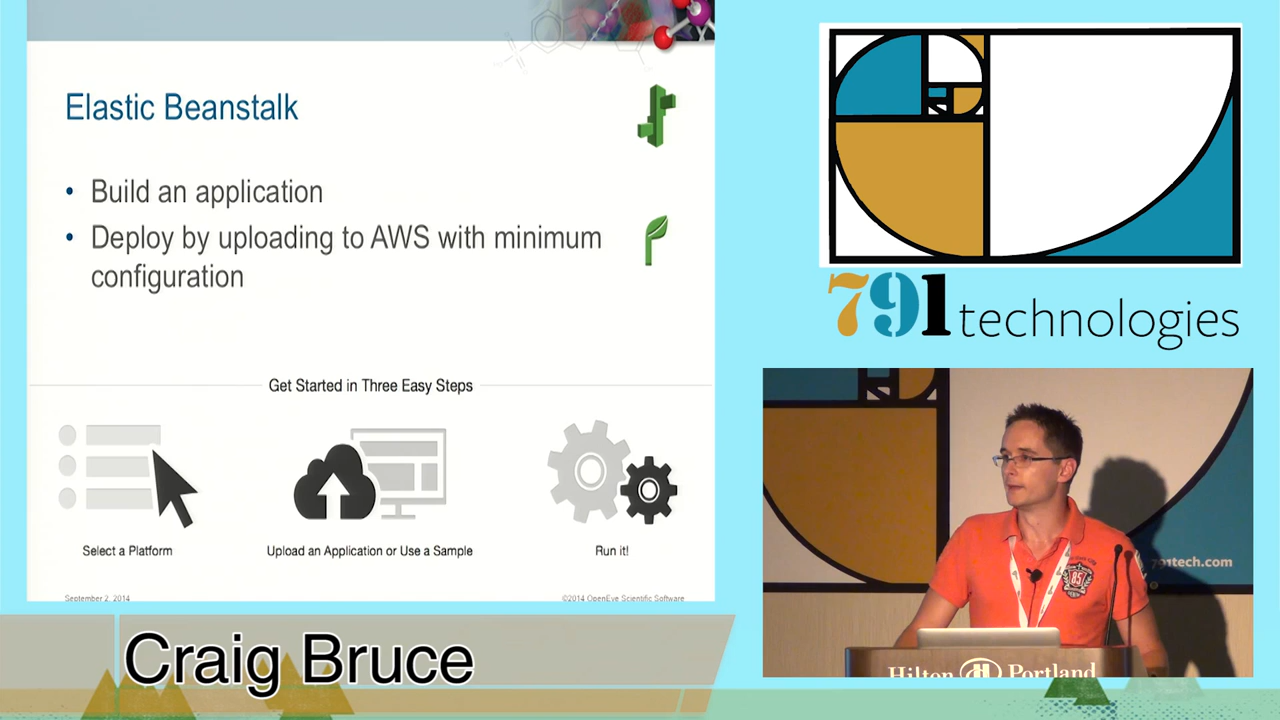 Elastic Beanstalk
• Build an application
• Deploy by uploading to AWS with minimum
configuration
Get Started in Three Easy Steps
Select a Platform
Upload an Application or Use a Sample
Run it!
September 2, 2014
©2014 OpenEye Scientific Software
Craig Bruce
791 technologies
791tech.com
85
Hilton Portland